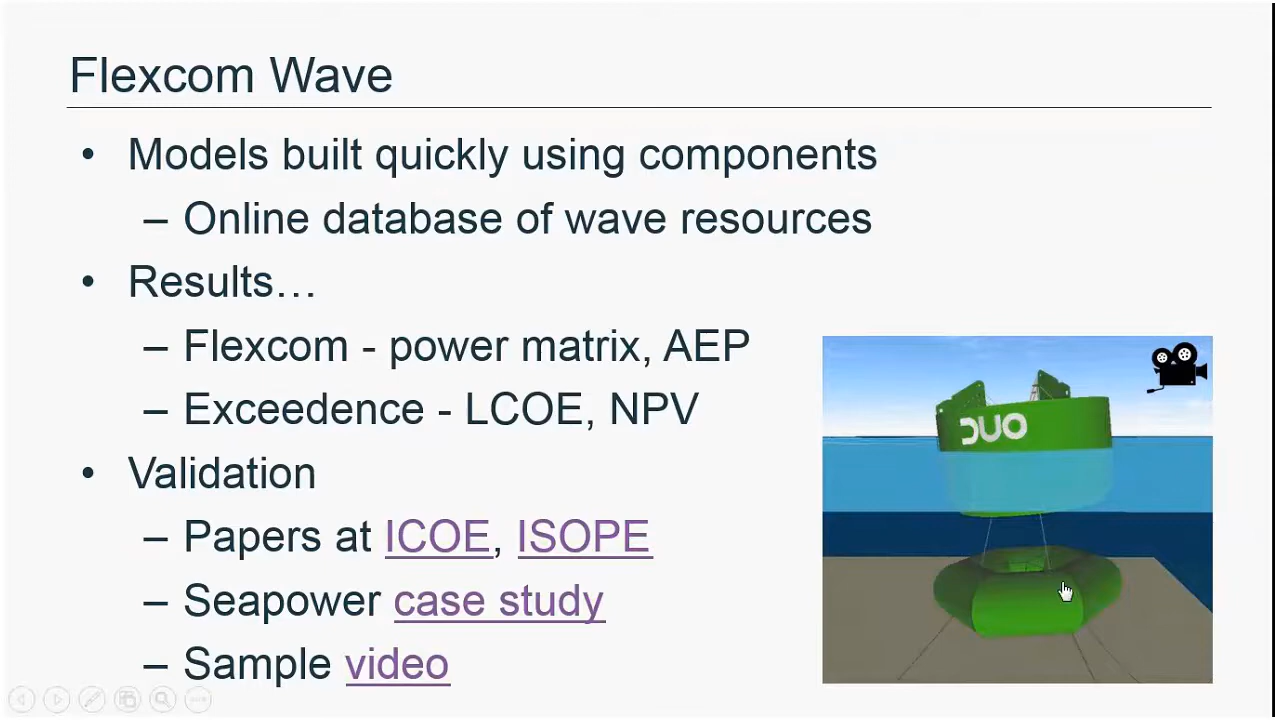 Flexcom Wave
• Models built quickly using components
– Online database of wave resources
• Results…
– Flexcom - power matrix, AEP
– Exceedence - LCOE, NPV
• Validation
– Papers at ICOE, ISOPE
– Seapower case study
– Sample video
DUO